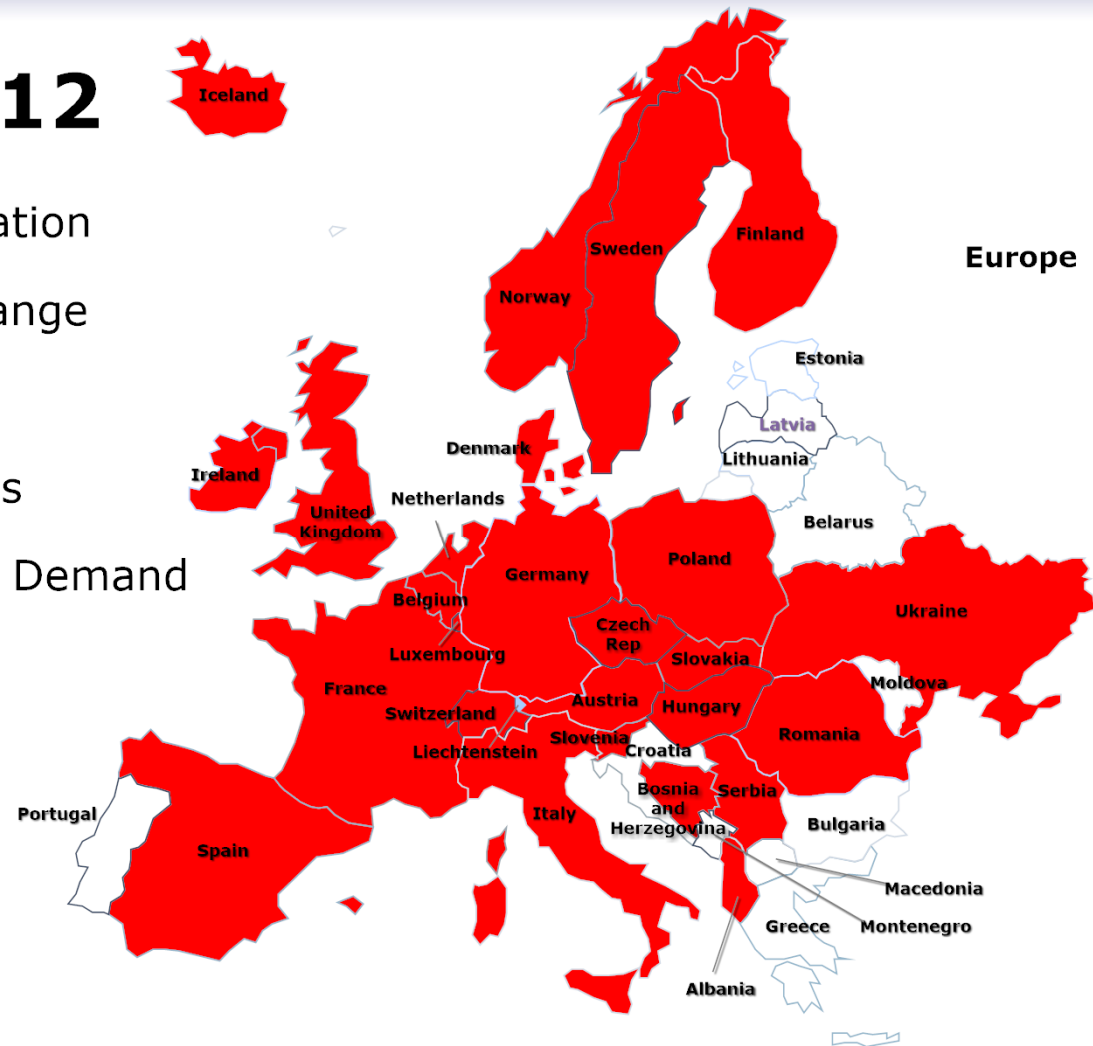 12
ation
ange
s
Demand
Europe
Iceland
Sweden
Finland
Norway
Estonia
Latvia
Lithuania
Denmark
Ireland
Netherlands
United
Kingdom
Belarus
Poland
Germany
Belgium
Ukraine
Czech
Rep
Luxembourg
Slovakia
France
Moldova
Austria
Hungary
Switzerland
Slovenia
Romania
Liechtenstein
Croatia
Bosnia
and
Herzegovina
Serbia
Portugal
Italy
Bulgaria
Spain
Macedonia
Greece
Montenegro
Albania